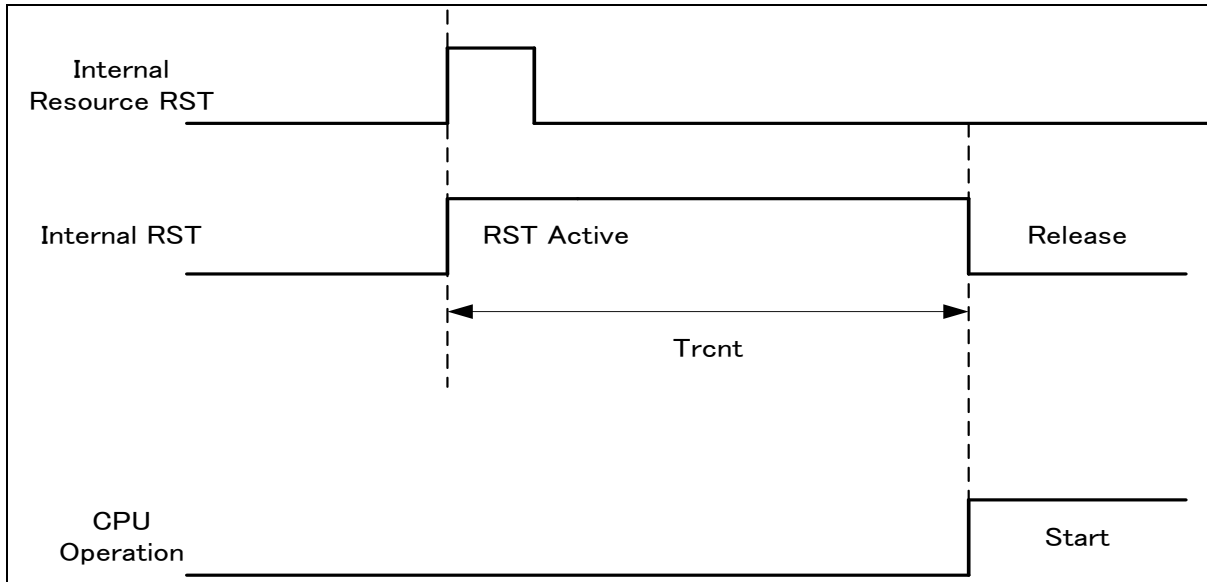 Internal
Resource RST
Internal RST
RST Active
Release
Trcnt
CPU
Operation
Start